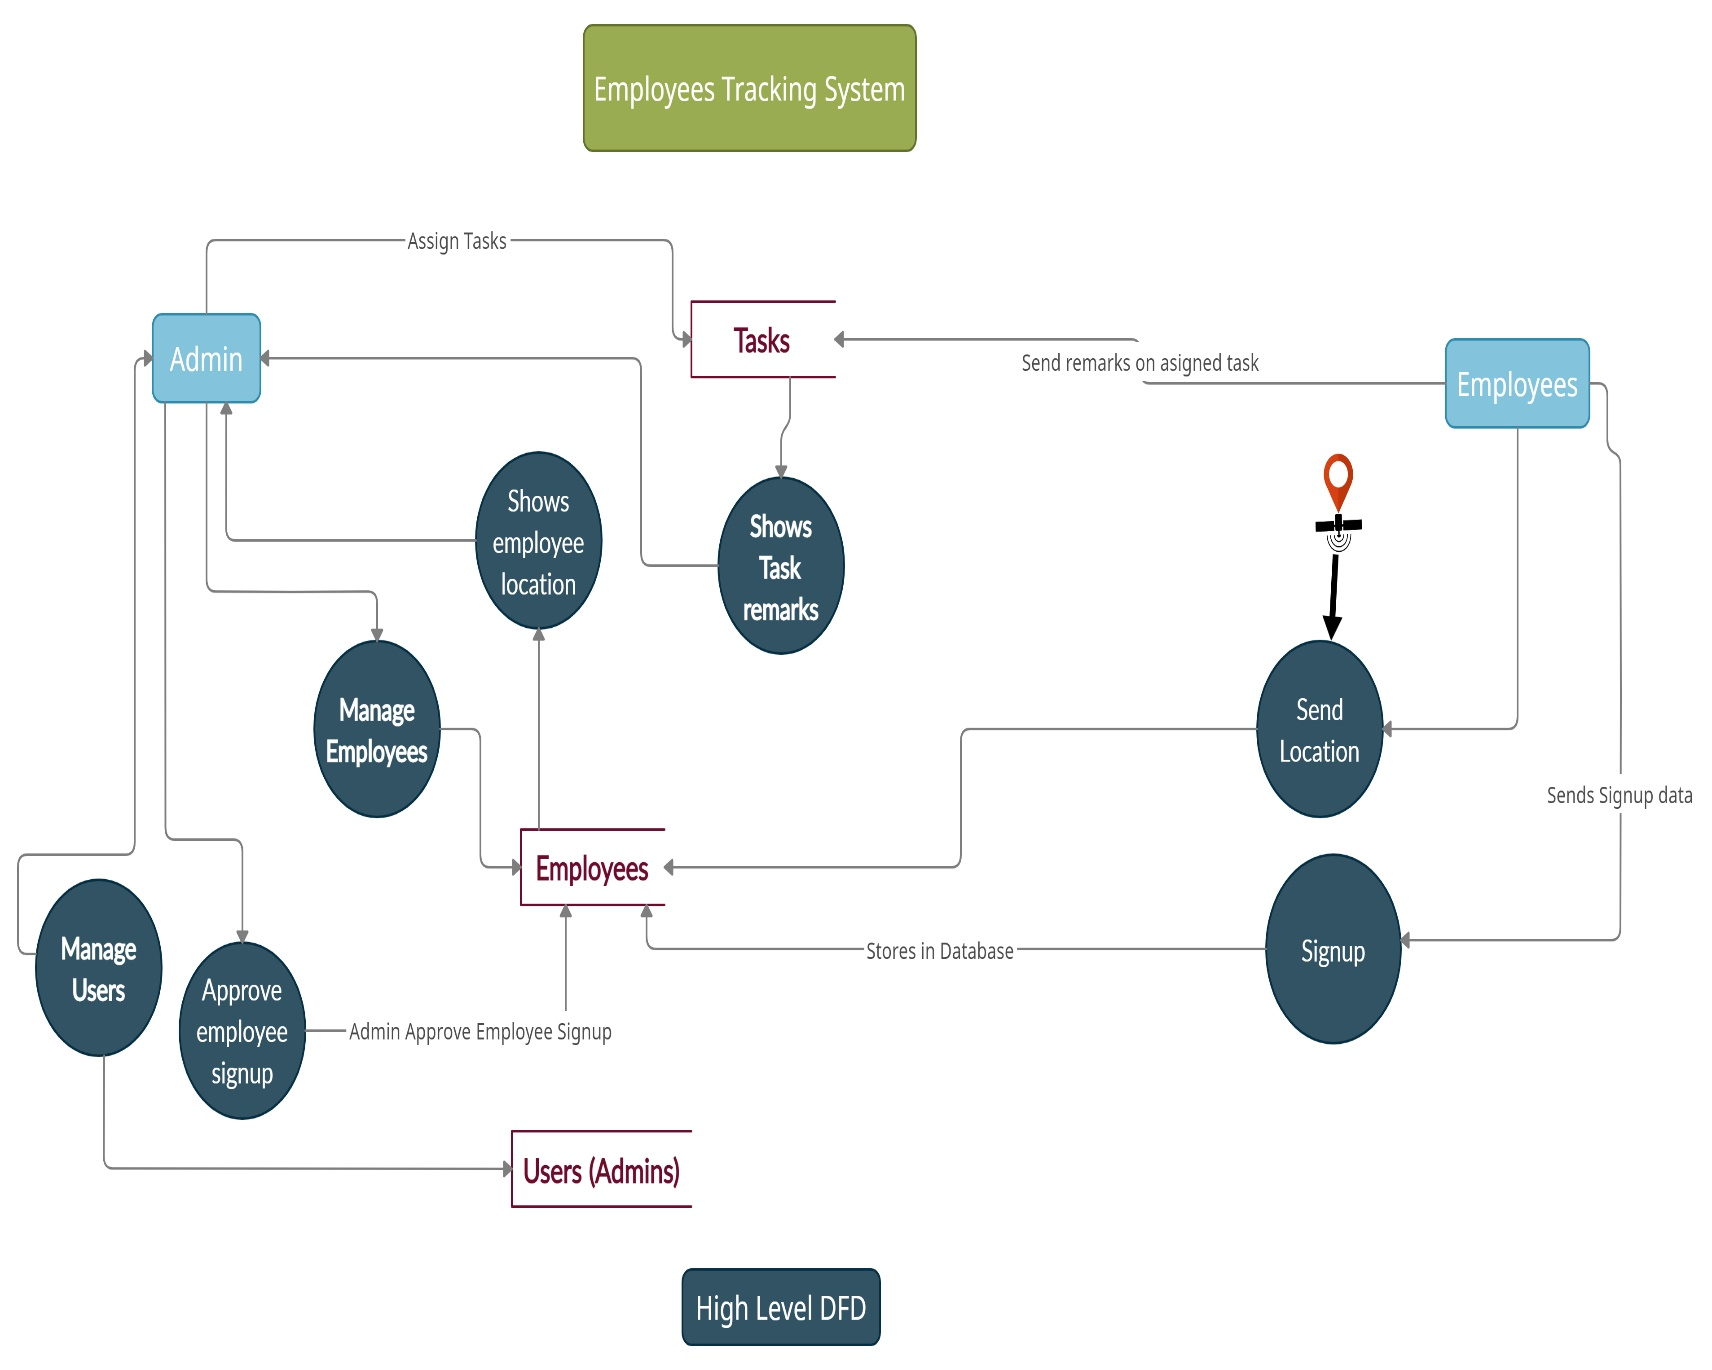 Employees Tracking System
Assign Tasks
Tasks
Admin
Send remarks on asigned task
Employees
Shows
employee
location
Shows
Task
remarks
Manage
Employees
Send
Location
Sends Signup data
Employees
Manage
Users
Approve
employee
signup
Stores in Database
Signup
Admin Approve Employee Signup
Users (Admins)
High Level DFD